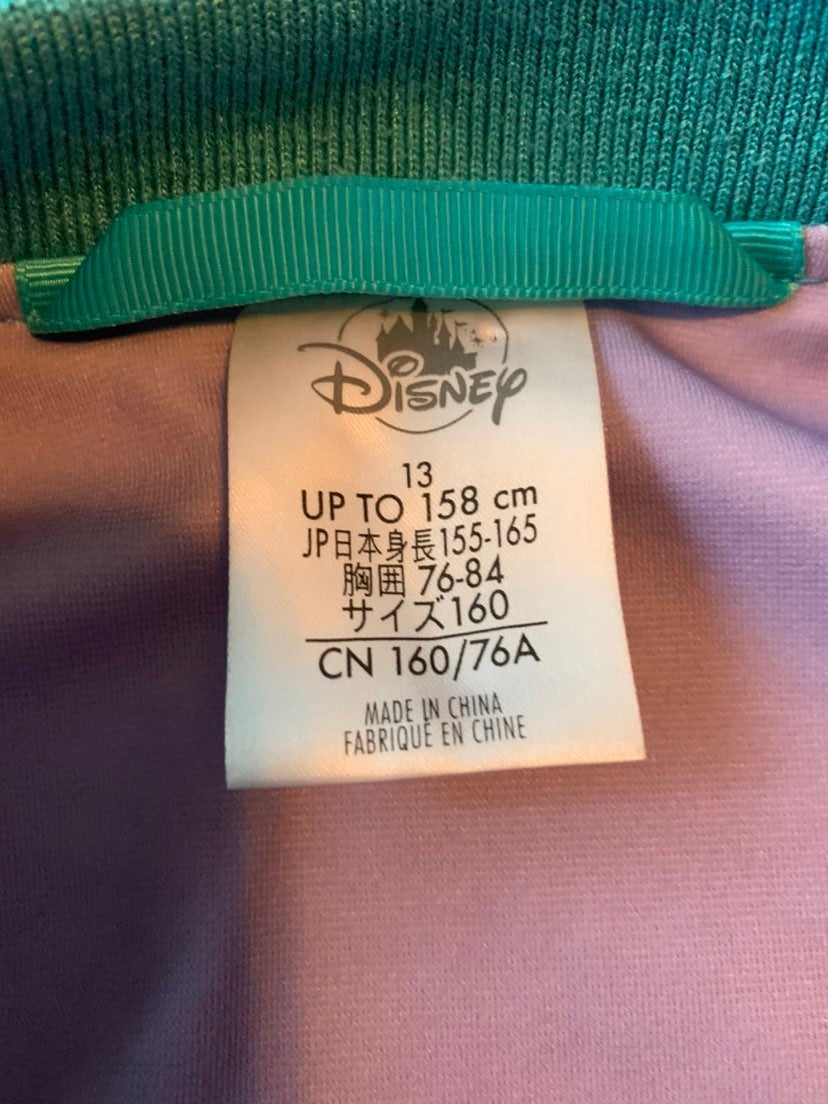 Disney
13
UP TO 158 cm
JP日本身長155-165
胸囲 76-84
サイズ160
CN 160/76A
MADE IN CHINA
FABRIQUÉ EN CHINE